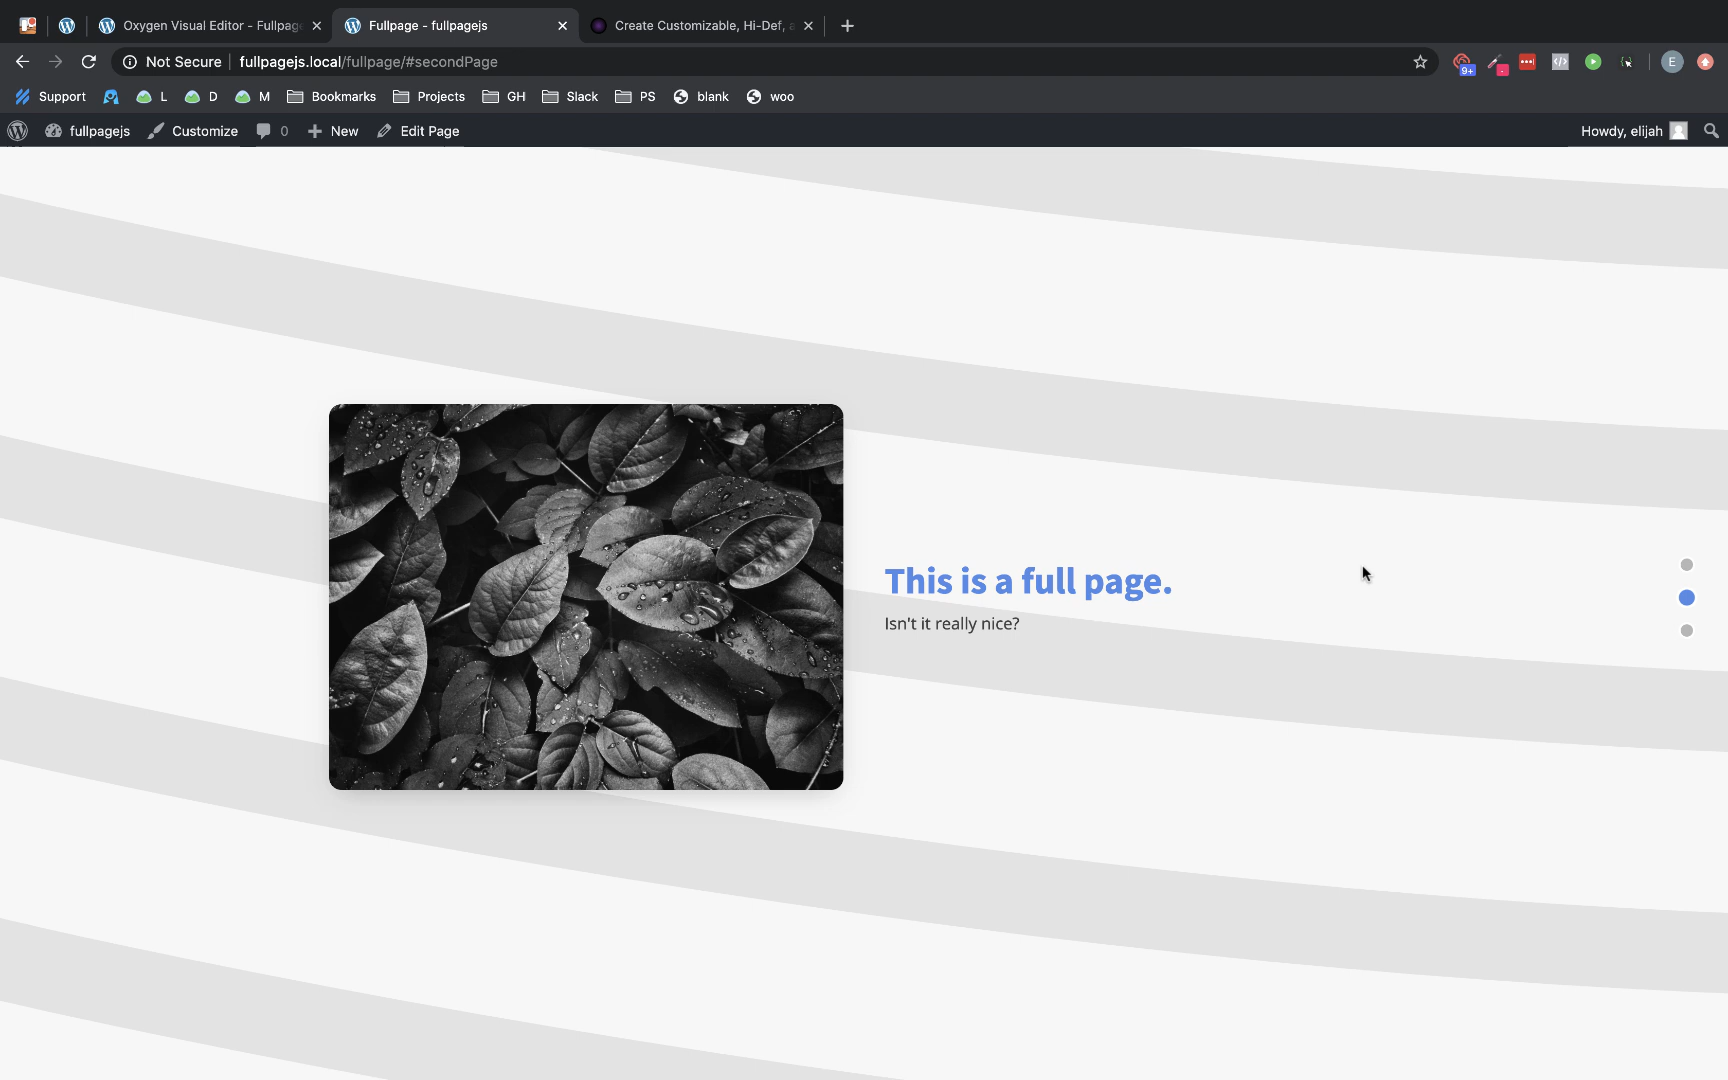 Oxygen Visual Editor - Fullpage
Fullpage - fullpagejs
Create Customizable, Hi-Def,
Not Secure
fullpagejs.local/fullpage/#secondPage
9+
E
Support
L
D
M
Bookmarks
Projects
GH
Slack
PS
blank
woo
fullpagejs
Customize
0
New
Edit Page
Howdy, elijah
This is a full page.
Isn't it really nice?